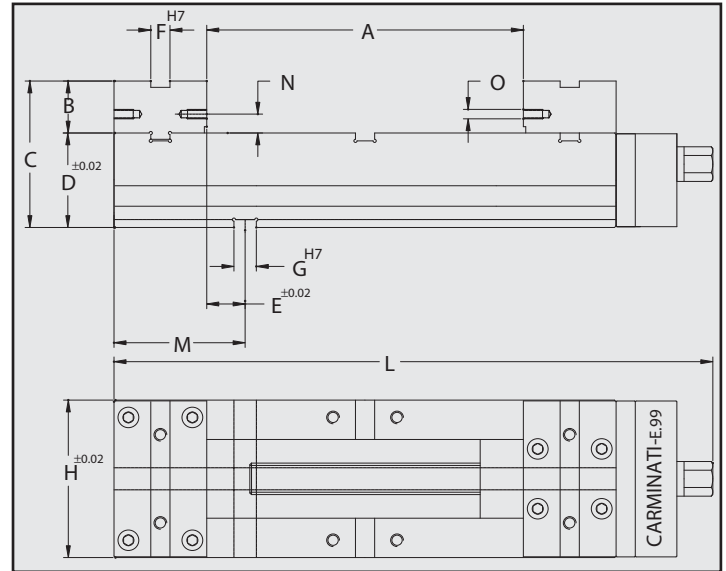 F H7
A
N
O
B
C
D ±0.02
G H7
E ±0.02
M
L
H ±0.02
CARMINATI-E.99